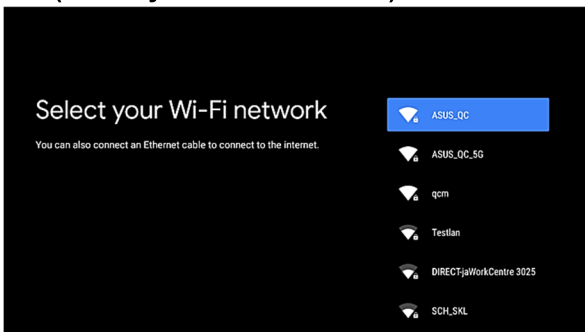 Select your Wi-Fi network
You can also connect an Ethernet cable to connect to the internet.
ASUS_QC
ASUS_QC_5G
qcm
Testlan
DIRECT-jaWorkCentre 3025
SCH_SKL